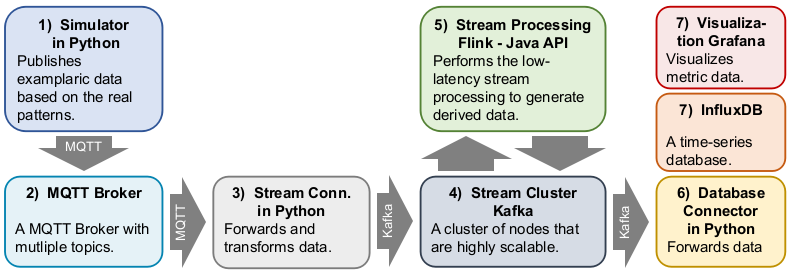 1) Simulator
in Python
Publishes
examplaric data
based on the real
patterns.
MQTT
2) MQTT Broker
A MQTT Broker with
mutliple topics.
MQTT
3) Stream Conn.
in Python
Forwards and
transforms data.
Kafka
4) Stream Cluster
Kafka
A cluster of nodes that
are highly scalable.
5) Stream Processing
Flink - Java API
Performs the low-
latency stream
processing to generate
derived data.
Kafka
6) Database
Connector
in Python
Forwards data
7) InfluxDB
A time-series
database.
7) Visualiza-
tion Grafana
Visualizes
metric data.